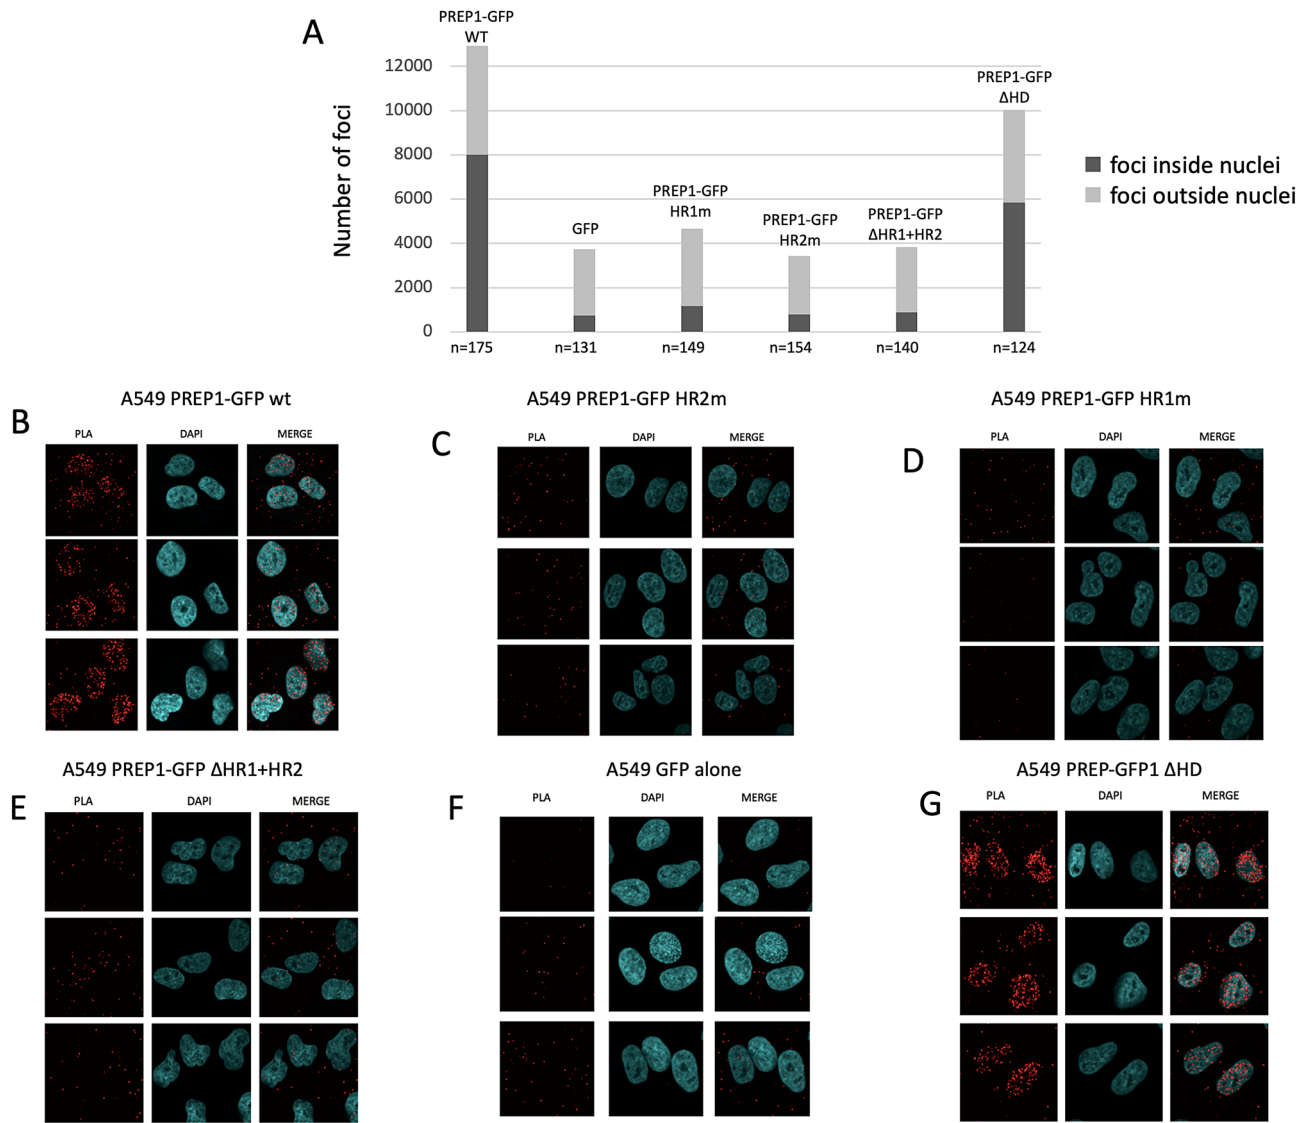 A
PREP1-GFP
WT
12000
10000
8000
6000
4000
2000
0
Number of foci
GFP
PREP1-GFP
HR1m
PREP1-GFP
HR2m
PREP1-GFP
ΔHR1+HR2
PREP1-GFP
ΔHD
n=175
n=131
n=149
n=154
n=140
n=124
foci inside nuclei
foci outside nuclei
B
A549 PREP1-GFP wt
PLA DAPI MERGE
C
A549 PREP1-GFP HR2m
PLA DAPI MERGE
D
A549 PREP1-GFP HR1m
PLA DAPI MERGE
E
A549 PREP1-GFP ΔHR1+HR2
PLA DAPI MERGE
F
A549 GFP alone
PLA DAPI MERGE
G
A549 PREP-GFP1 ΔHD
PLA DAPI MERGE